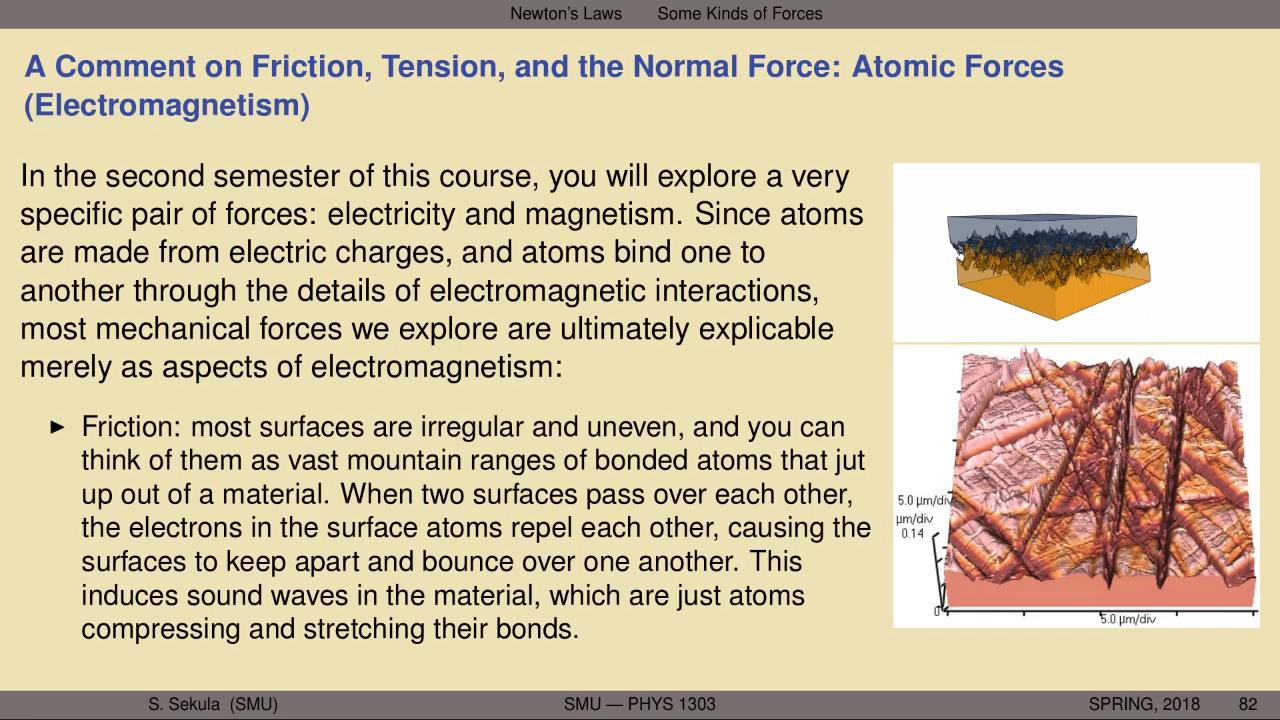 Newton's Laws Some Kinds of Forces
A Comment on Friction, Tension, and the Normal Force: Atomic Forces
(Electromagnetism)
In the second semester of this course, you will explore a very
specific pair of forces: electricity and magnetism. Since atoms
are made from electric charges, and atoms bind one to
another through the details of electromagnetic interactions,
most mechanical forces we explore are ultimately explicable
merely as aspects of electromagnetism:
► Friction: most surfaces are irregular and uneven, and you can
think of them as vast mountain ranges of bonded atoms that jut
up out of a material. When two surfaces pass over each other,
the electrons in the surface atoms repel each other, causing the
surfaces to keep apart and bounce over one another. This
induces sound waves in the material, which are just atoms
compressing and stretching their bonds.
5.0 µm/div
µm/div
0.14
0
5.0 µm/div
S. Sekula (SMU) SMU — PHYS 1303 SPRING, 2018 82